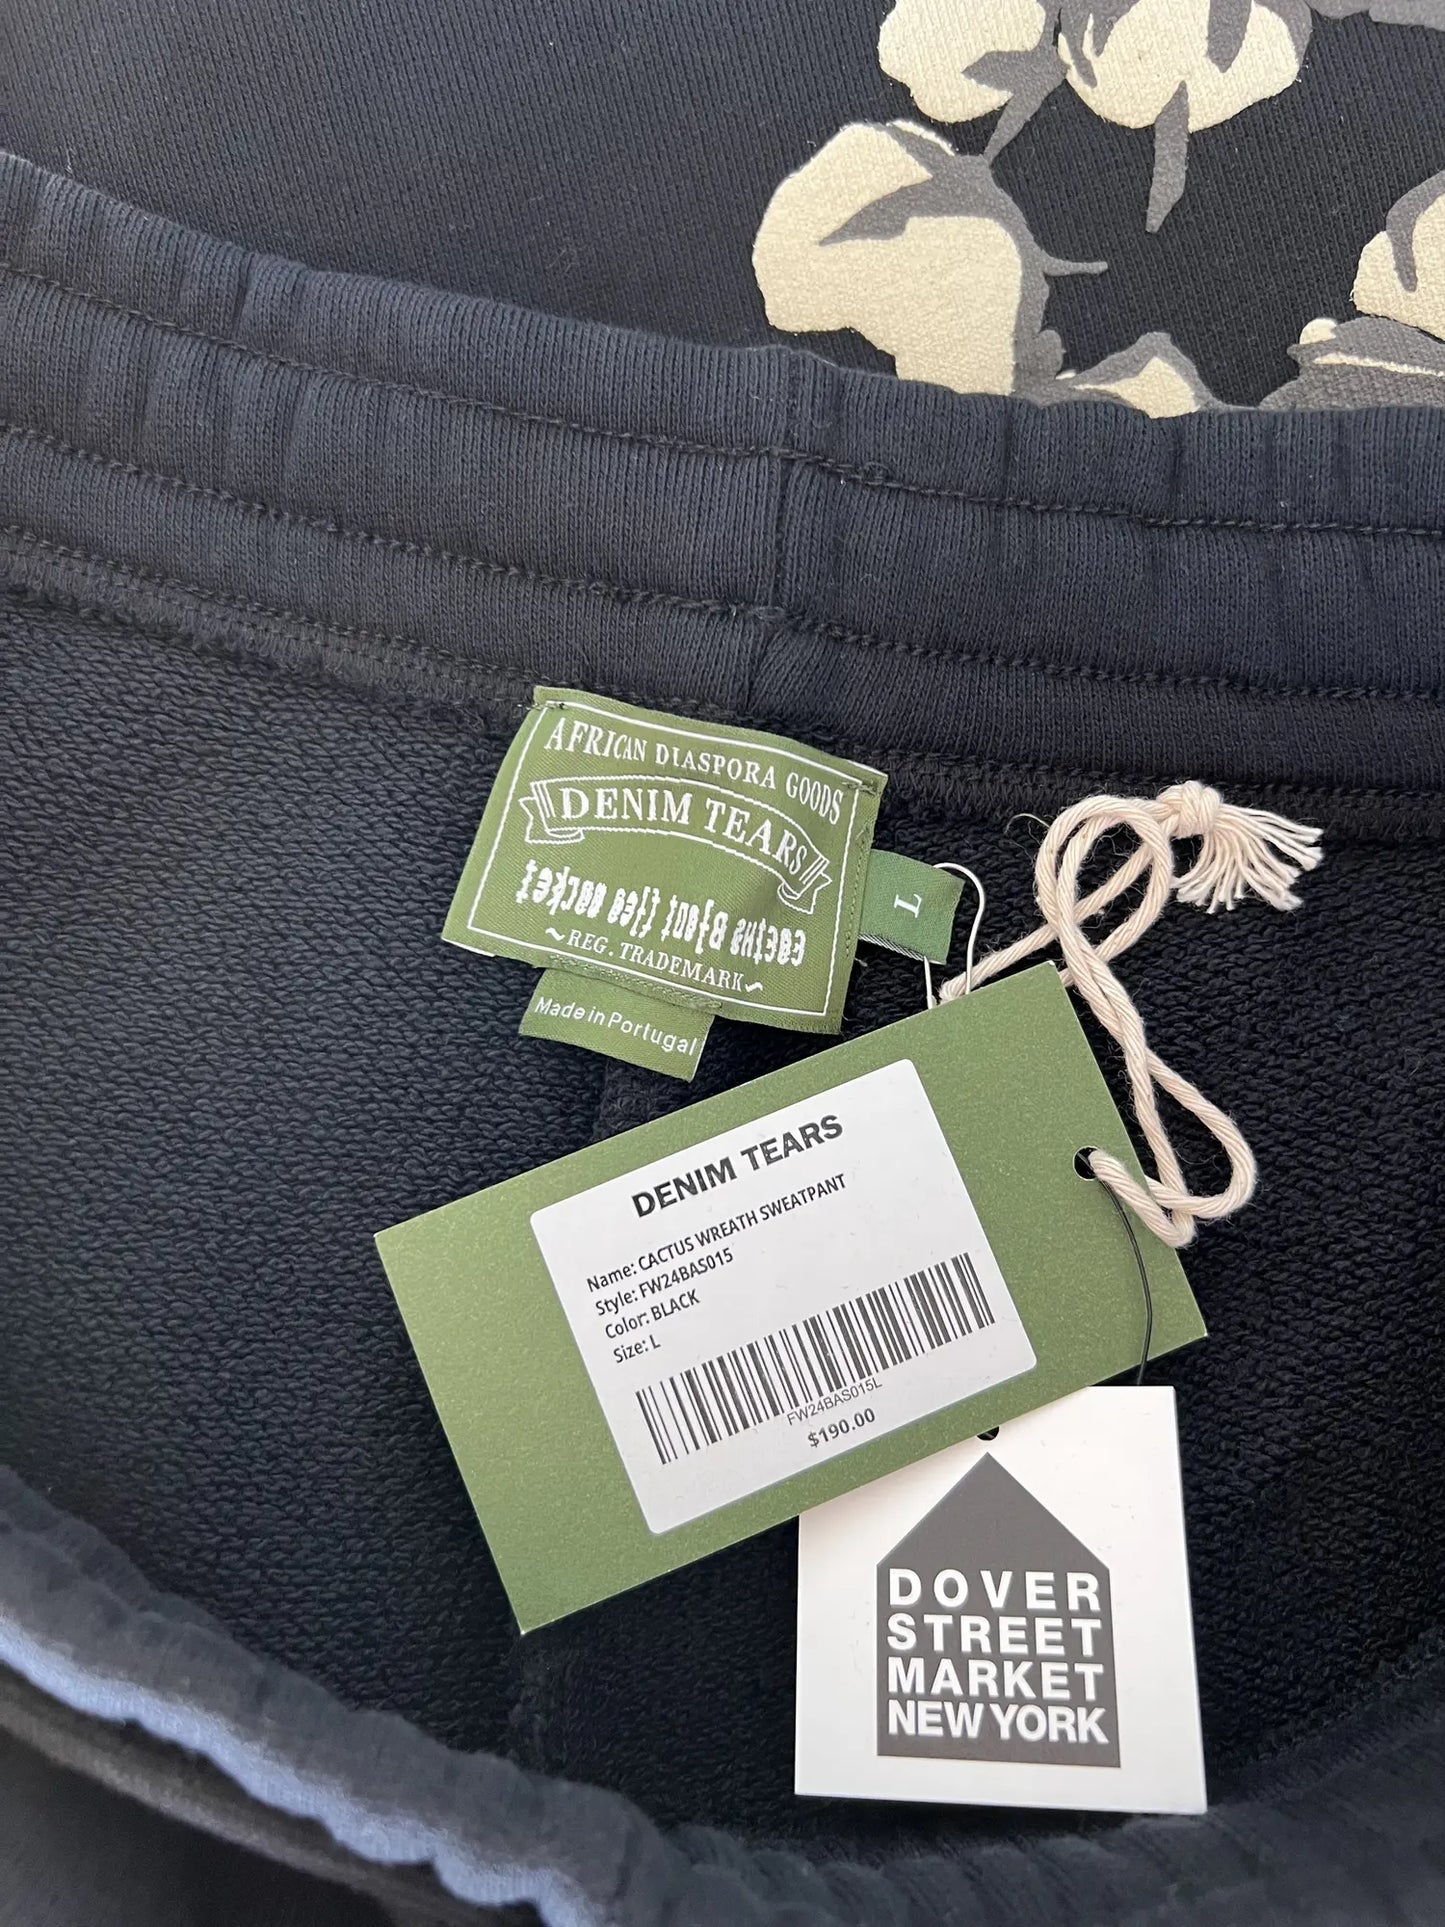 AFRICAN DIASPORA GOODS
DENIM TEARS
Cactus Plant Flea Market
~REG. TRADEMARK~
L
Made in Portugal
DENIM TEARS
Name: CACTUS WREATH SWEATPANT
Style: FW24BAS015
Color: BLACK
Size: L
FW24BAS015L
$190.00
DOVER
STREET
MARKET
NEW YORK